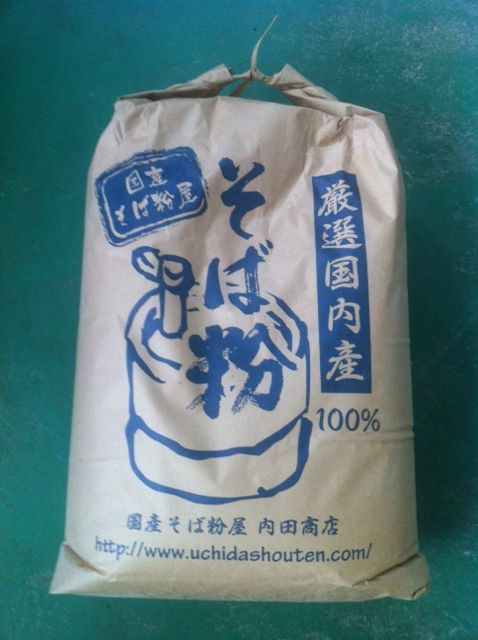 国産
そば粉屋
そば粉
厳選国内産
100%
国産そば粉屋 内田商店
http://www.uchidashouten.com/